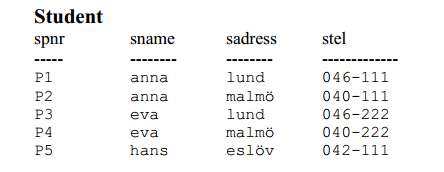 Student
spnr sname sadress stel
----- -------- -------- -------------
P1 anna lund 046-111
P2 anna malmö 040-111
P3 eva lund 046-222
P4 eva malmö 040-222
P5 hans eslöv 042-111